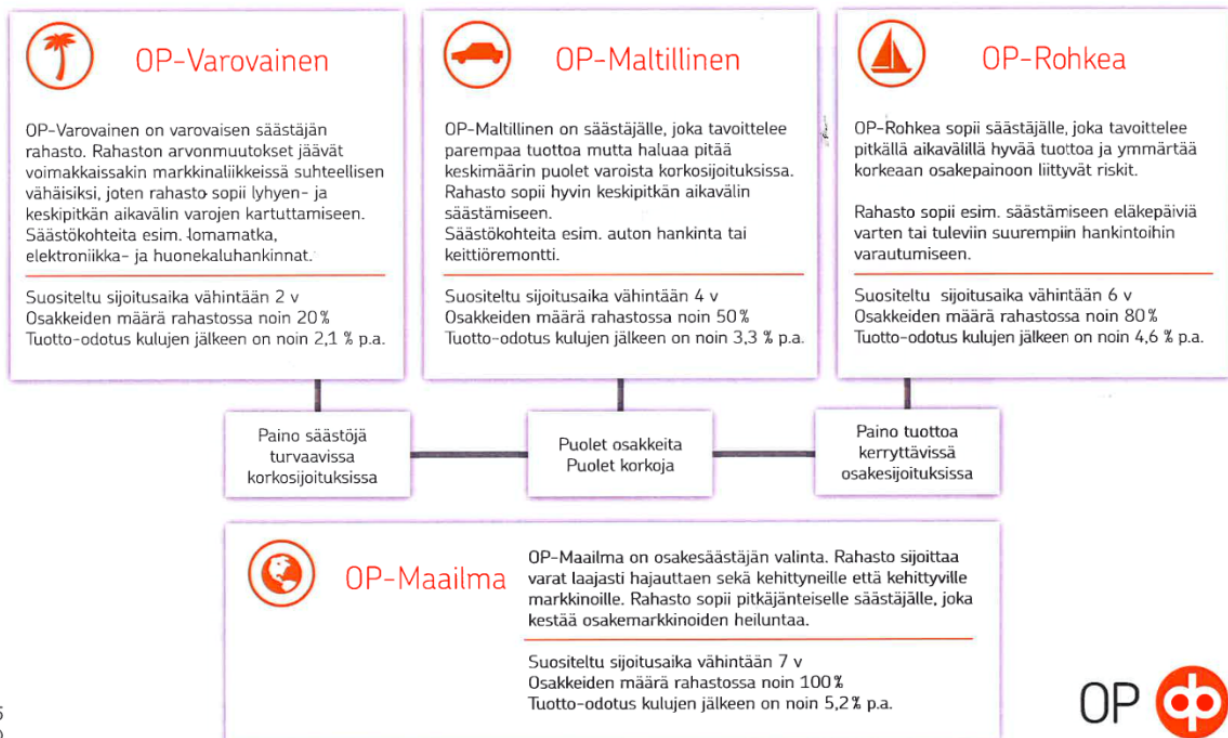 OP-Varovainen
OP-Varovainen on varovaisen säästäjän
rahasto. Rahaston arvonmuutokset jäävät
voimakkaissakin markkinaliikkeissä suhteellisen
vähäisiksi, joten rahasto sopii lyhyen- ja
keskipitkän aikavälin varojen kartuttamiseen.
Säästökohteita esim. lomamatka,
elektroniikka- ja huonekaluhankinnat.
Suositeltu sijoitusaika vähintään 2 v
Osakkeiden määrä rahastossa noin 20%
Tuotto-odotus kulujen jälkeen on noin 2,1 % p.a.
OP-Maltillinen
OP-Maltillinen on säästäjälle, joka tavoittelee
parempaa tuottoa mutta haluaa pitää
keskimäärin puolet varoista korkosijoituksissa.
Rahasto sopii hyvin keskipitkän aikavälin
säästämiseen.
Säästökohteita esim. auton hankinta tai
keittiöremontti.
Suositeltu sijoitusaika vähintään 4 v
Osakkeiden määrä rahastossa noin 50%
Tuotto-odotus kulujen jälkeen on noin 3,3 % p.a.
OP-Rohkea
OP-Rohkea sopii säästäjälle, joka tavoittelee
pitkällä aikavälillä hyvää tuottoa ja ymmärtää
korkeaan osakepainoon liittyvät riskit.
Rahasto sopii esim. säästämiseen eläkepäiviä
varten tai tuleviin suurempiin hankintoihin
varautumiseen.
Suositeltu sijoitusaika vähintään 6 v
Osakkeiden määrä rahastossa noin 80%
Tuotto-odotus kulujen jälkeen on noin 4,6 % p.a.
Paino säästöjä
turvaavissa
korkosijoituksissa
Puolet osakkeita
Puolet korkoja
Paino tuottoa
kerryttävissä
osakesijoituksissa
OP-Maailma
OP-Maailma on osakesäästäjän valinta. Rahasto sijoittaa
varat laajasti hajauttaen sekä kehittyneille että kehittyville
markkinoille. Rahasto sopii pitkäjänteiselle säästäjälle, joka
kestää osakemarkkinoiden heiluntaa.
Suositeltu sijoitusaika vähintään 7 v
Osakkeiden määrä rahastossa noin 100%
Tuotto-odotus kulujen jälkeen on noin 5,2% p.a.
OP